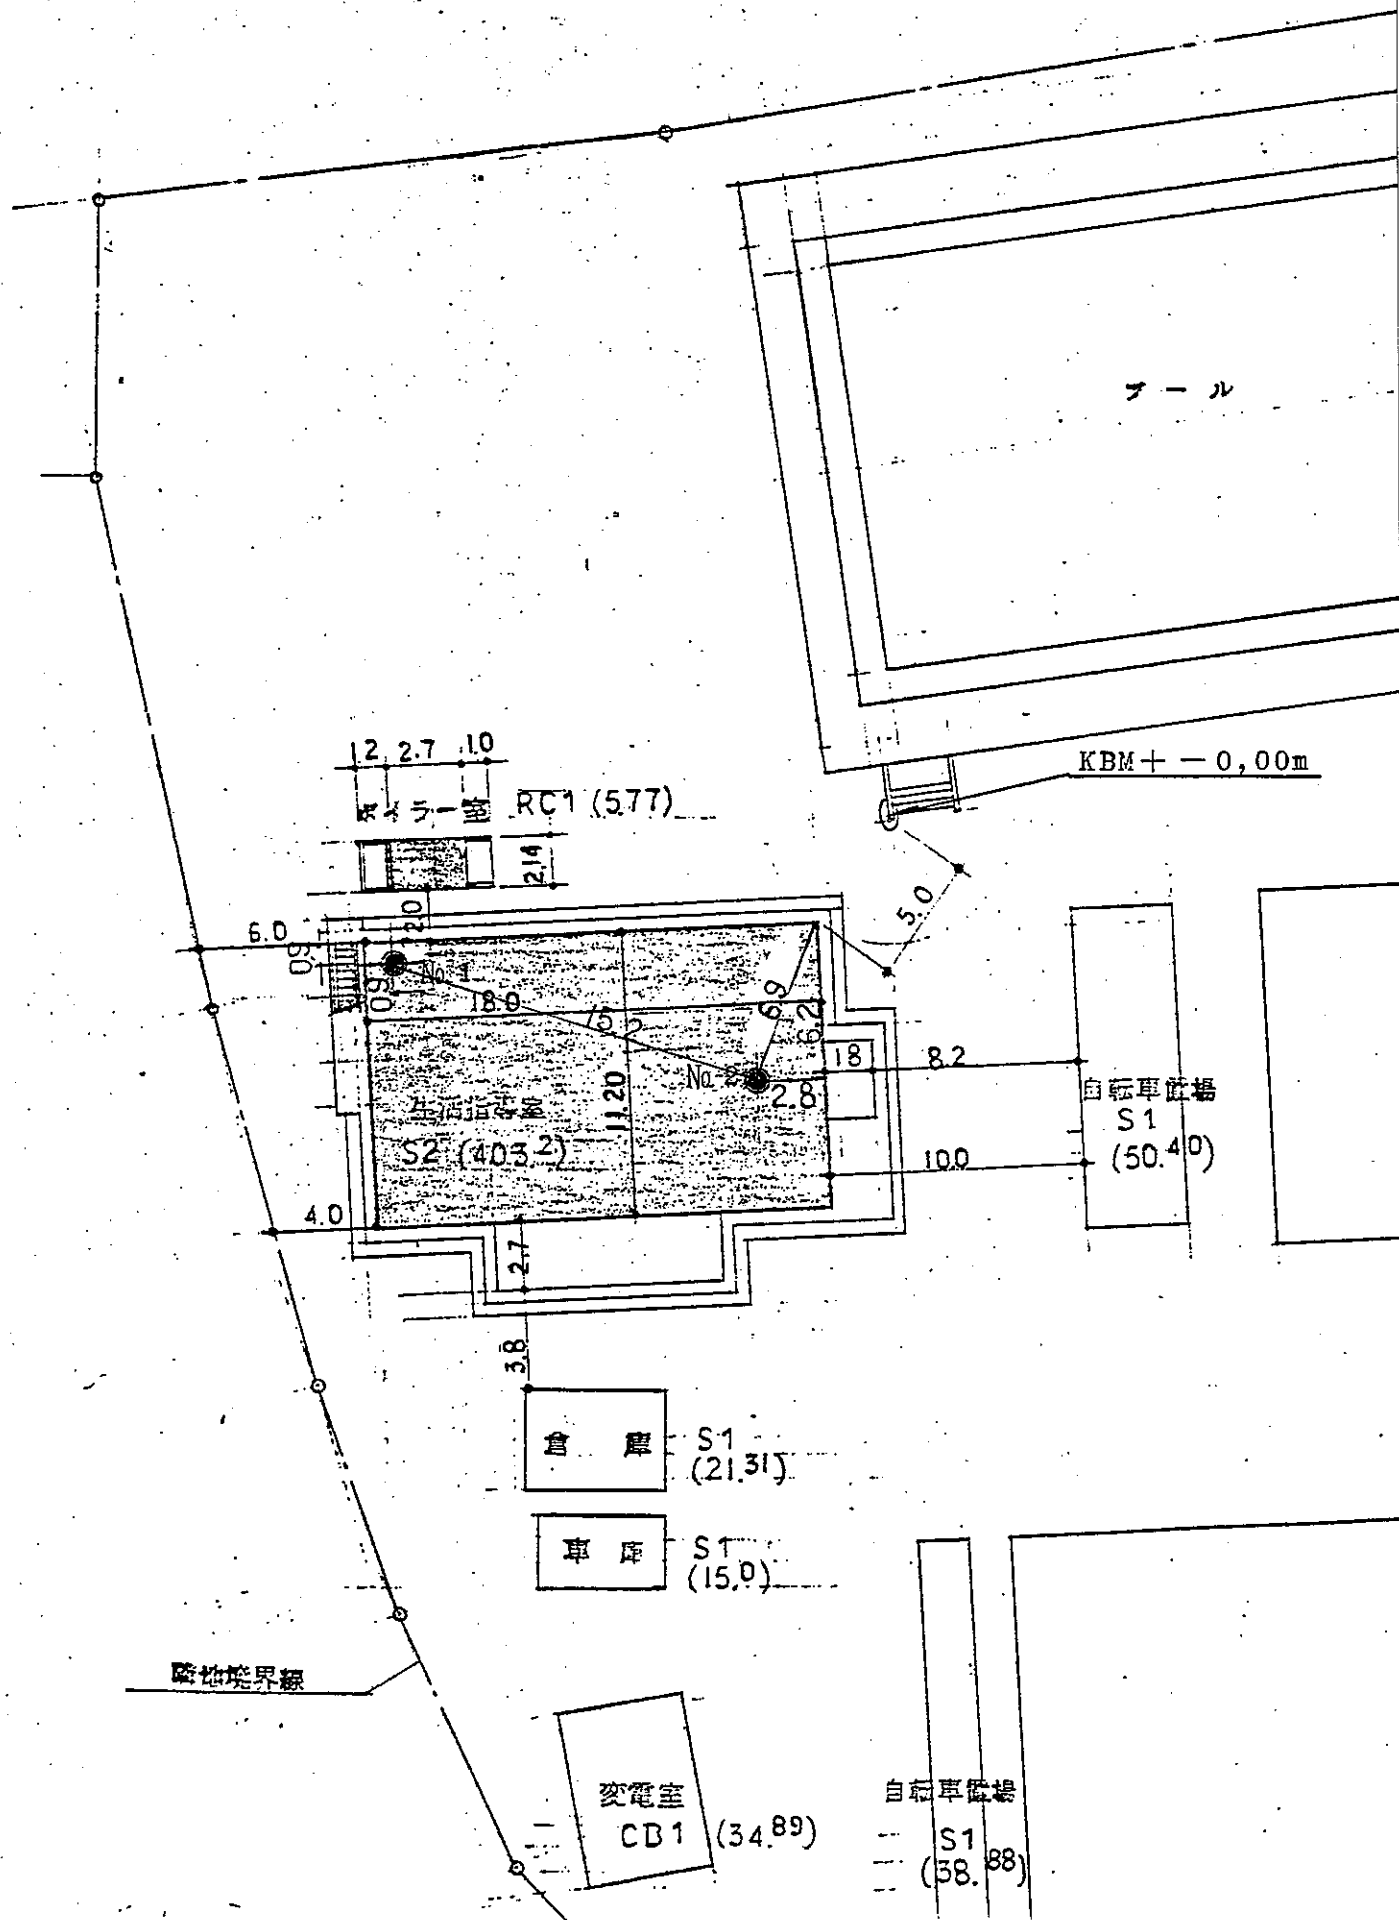 プール
KBM+-0,00m
1.2 2.7 1.0
ボイラー室 RC1 (5.77)
2.14
2.0
5.0
6.0
0.9
No.1
0.9
18.0
15.2
6.9
6.2
No.2
1.8
8.2
2.8
自転車置場
S1
(50.40)
生活指導室
11.20
S2 (403.2)
10.0
4.0
2.7
3.8
倉庫
S1
(21.31)
車庫
S1
(15.0)
隣地境界線
変電室
CB1 (34.89)
自転車置場
S1
(38.88)